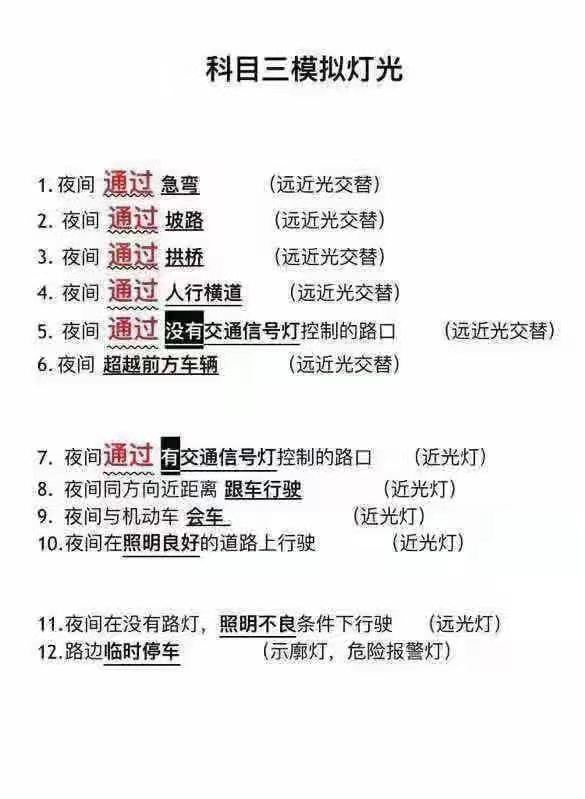 科目三模拟灯光
1. 夜间 通过 急弯 （远近光交替）
2. 夜间 通过 坡路 （远近光交替）
3. 夜间 通过 拱桥 （远近光交替）
4. 夜间 通过 人行横道 （远近光交替）
5. 夜间 通过 没有交通信号灯控制的路口 （远近光交替）
6. 夜间 超越前方车辆 （远近光交替）
7. 夜间通过 有交通信号灯控制的路口 （近光灯）
8. 夜间同方向近距离 跟车行驶 （近光灯）
9. 夜间与机动车 会车 （近光灯）
10.夜间在照明良好的道路上行驶 （近光灯）
11.夜间在没有路灯，照明不良条件下行驶 （远光灯）
12.路边临时停车 （示廓灯，危险报警灯）